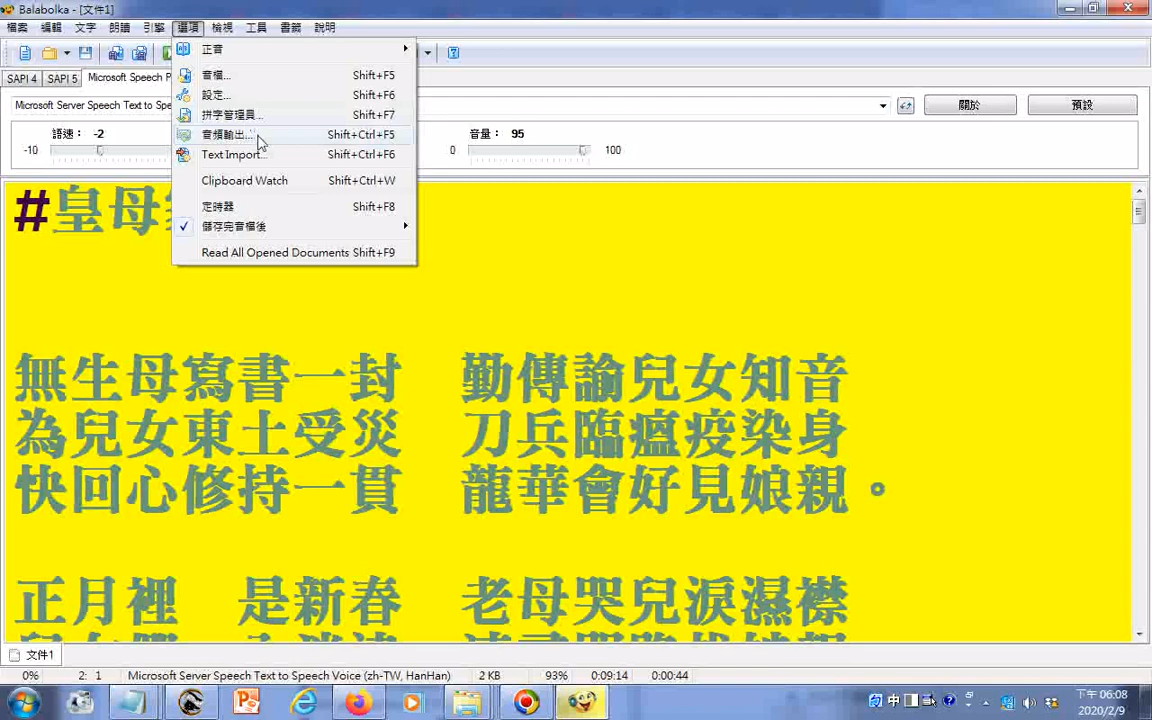 Balabolka - [文件1]
檔案 編輯 文字 朗讀 引擎 選項 檢視 工具 書籤 說明
正音
SAPI 4 SAPI 5 Microsoft Speech P
音檔... Shift+F5
設定... Shift+F6
Microsoft Server Speech Text to Spe
關於 預設
拼字管理員... Shift+F7
語速： -2
音頻輸出... Shift+Ctrl+F5
音量： 95
-10
0 100
Text Import... Shift+Ctrl+F6
Clipboard Watch Shift+Ctrl+W
定時器 Shift+F8
儲存完音檔後
Read All Opened Documents Shift+F9
#皇母
無生母寫書一封 勤傳諭兒女知音
為兒女東土受災 刀兵臨瘟疫染身
快回心修持一貫 龍華會好見娘親。
正月裡 是新春 老母哭兒淚濕襟
文件1
0% 2: 1 Microsoft Server Speech Text to Speech Voice (zh-TW, HanHan) 2 KB 93% 0:09:14 0:00:44
中
下午 06:08
2020/2/9